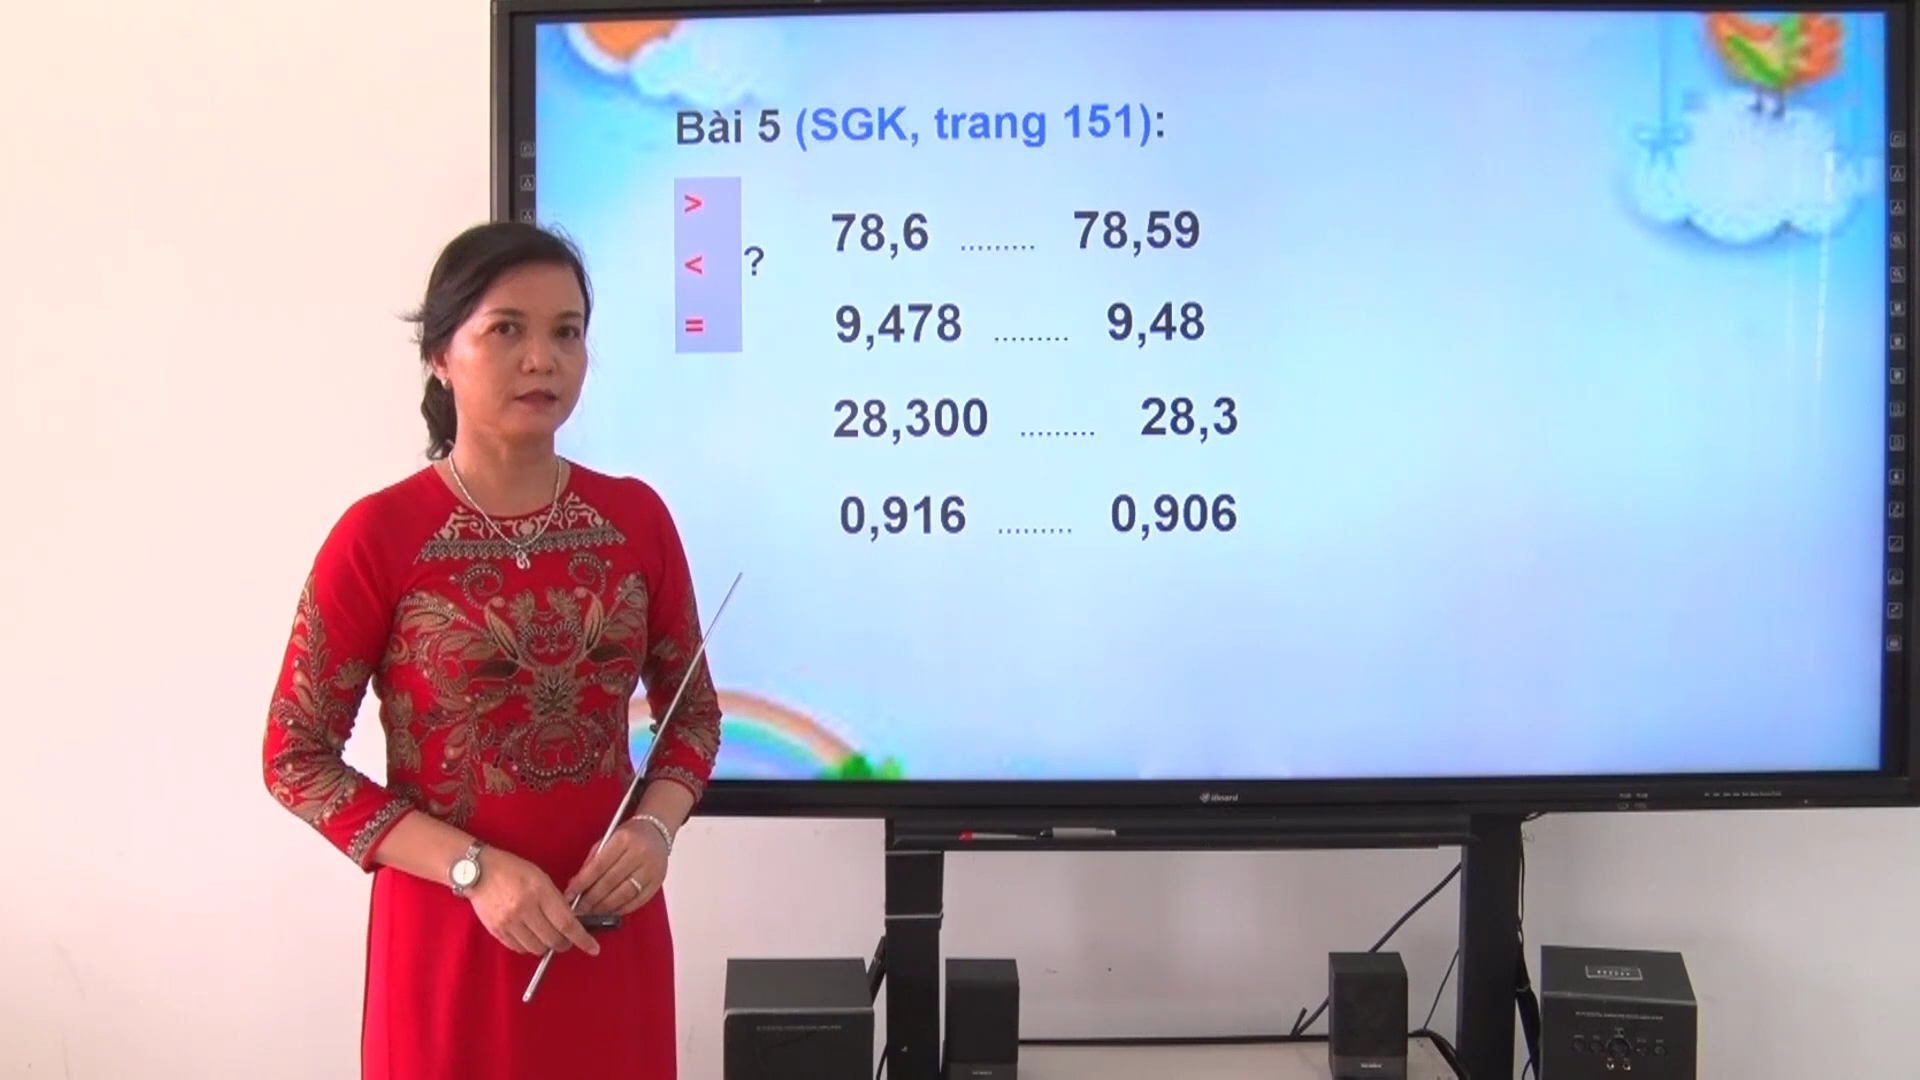 Bài 5 (SGK, trang 151):
>
<
=
?
78,6 ......... 78,59
9,478 ......... 9,48
28,300 ......... 28,3
0,916 ......... 0,906